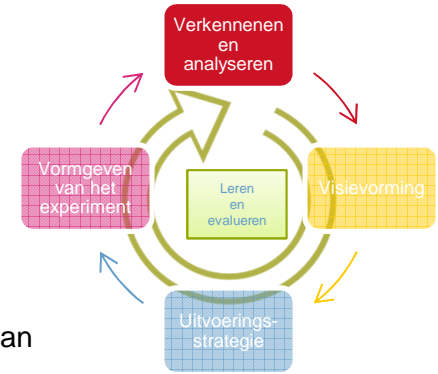 Verkennenen
en
analyseren
Vormgeven
van het
experiment
Leren
en
evalueren
Visievorming
Uitvoerings-
strategie
an